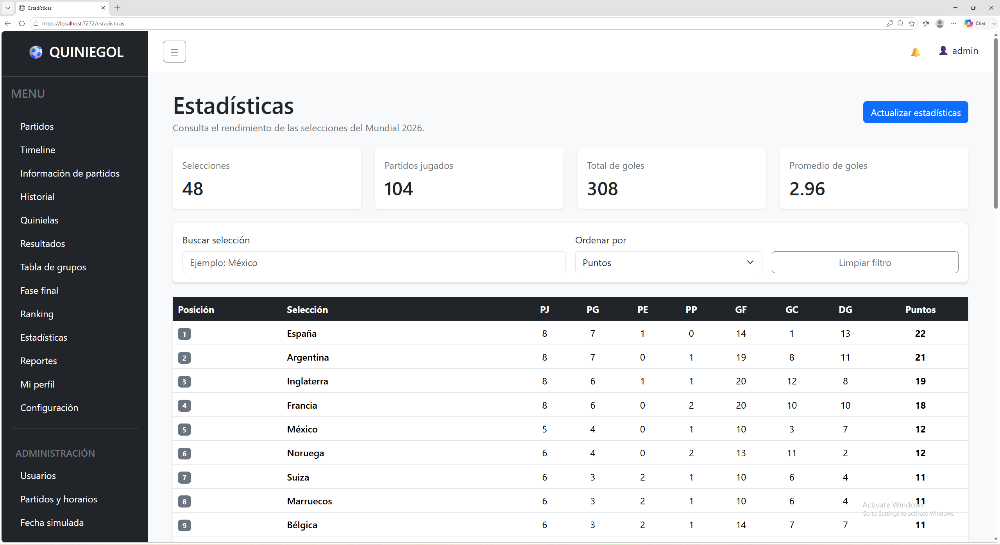 Estadísticas
https://localhost:7272/estadisticas
Chat
QUINIEGOL
admin
MENU
Partidos
Timeline
Información de partidos
Historial
Quinielas
Resultados
Tabla de grupos
Fase final
Ranking
Estadísticas
Reportes
Mi perfil
Configuración
ADMINISTRACIÓN
Usuarios
Partidos y horarios
Fecha simulada
Estadísticas
Consulta el rendimiento de las selecciones del Mundial 2026.
Actualizar estadísticas
Selecciones
48
Partidos jugados
104
Total de goles
308
Promedio de goles
2.96
Buscar selección
Ejemplo: México
Ordenar por
Puntos
Limpiar filtro
Posición Selección PJ PG PE PP GF GC DG Puntos
1 España 8 7 1 0 14 1 13 22
2 Argentina 8 7 0 1 19 8 11 21
3 Inglaterra 8 6 1 1 20 12 8 19
4 Francia 8 6 0 2 20 10 10 18
5 México 5 4 0 1 10 3 7 12
6 Noruega 6 4 0 2 13 11 2 12
7 Suiza 6 3 2 1 10 6 4 11
8 Marruecos 6 3 2 1 10 6 4 11
9 Bélgica 6 3 2 1 14 7 7 11
Activate Windows
Go to Settings to activate Windows.